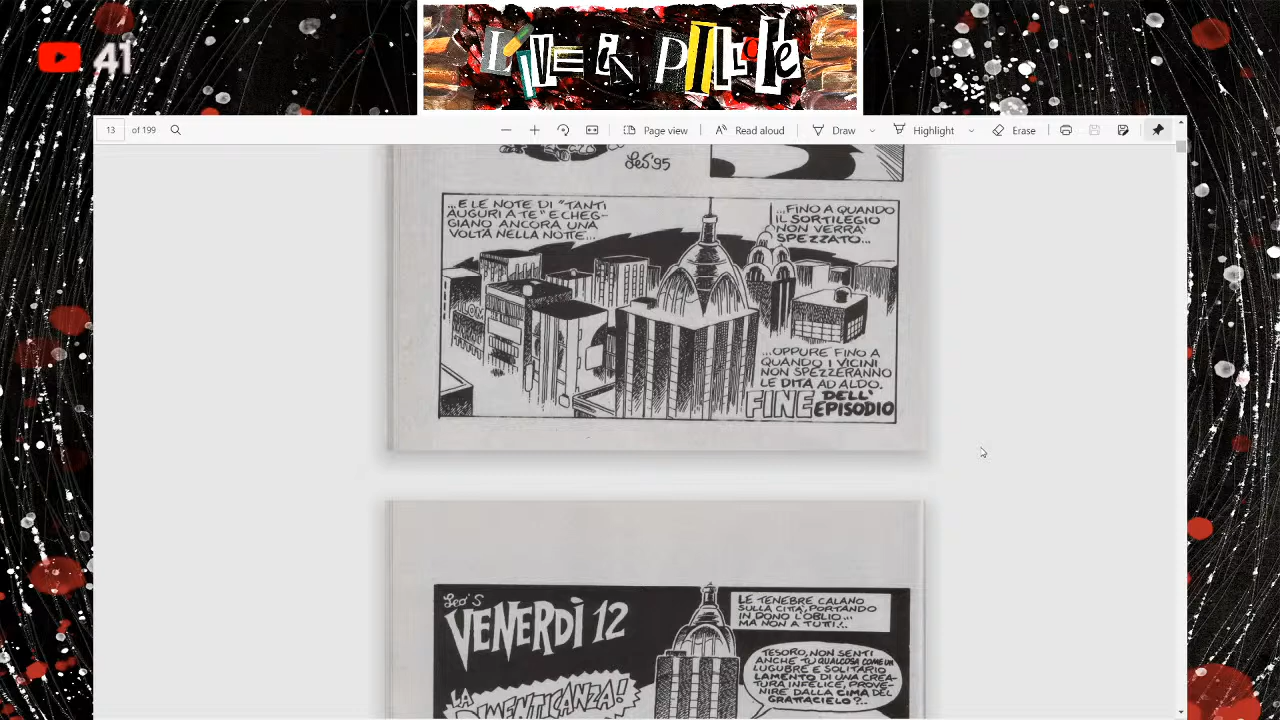 41
LiVE iN PiLLoLe
13 of 199
Page view
Read aloud
Draw
Highlight
Erase
Leo '95
...E LE NOTE DI "TANTI
AUGURI A TE" ECHEG-
GIANO ANCORA UNA
VOLTA NELLA NOTTE...
...FINO A QUANDO
IL SORTILEGIO
NON VERRÀ
SPEZZATO...
...OPPURE FINO A
QUANDO I VICINI
NON SPEZZERANNO
LE DITA AD ALDO.
FINE DELL'
EPISODIO
Leo's
VENERDÌ 12
LA
DIMENTICANZA!
LE TENEBRE CALANO
SULLA CITTÀ, PORTANDO
IN DONO L'OBLIO...
MA NON A TUTTI!..
TESORO, NON SENTI
ANCHE TU QUALCOSA COME UN
LUGUBRE E SOLITARIO
LAMENTO DI UNA CREA-
TURA INFELICE, PROVE-
NIRE DALLA CIMA DEL
GRATTACIELO?..